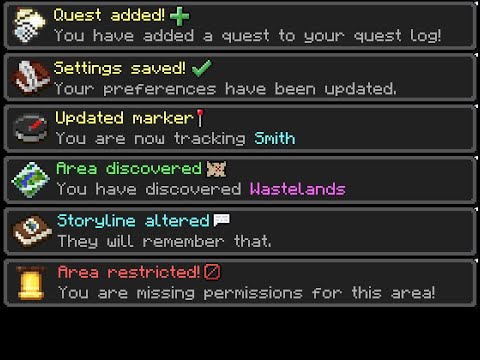 Quest added!
You have added a quest to your quest log!
Settings saved!
Your preferences have been updated.
Updated marker
You are now tracking Smith
Area discovered
You have discovered Wastelands
Storyline altered
They will remember that.
Area restricted!
You are missing permissions for this area!